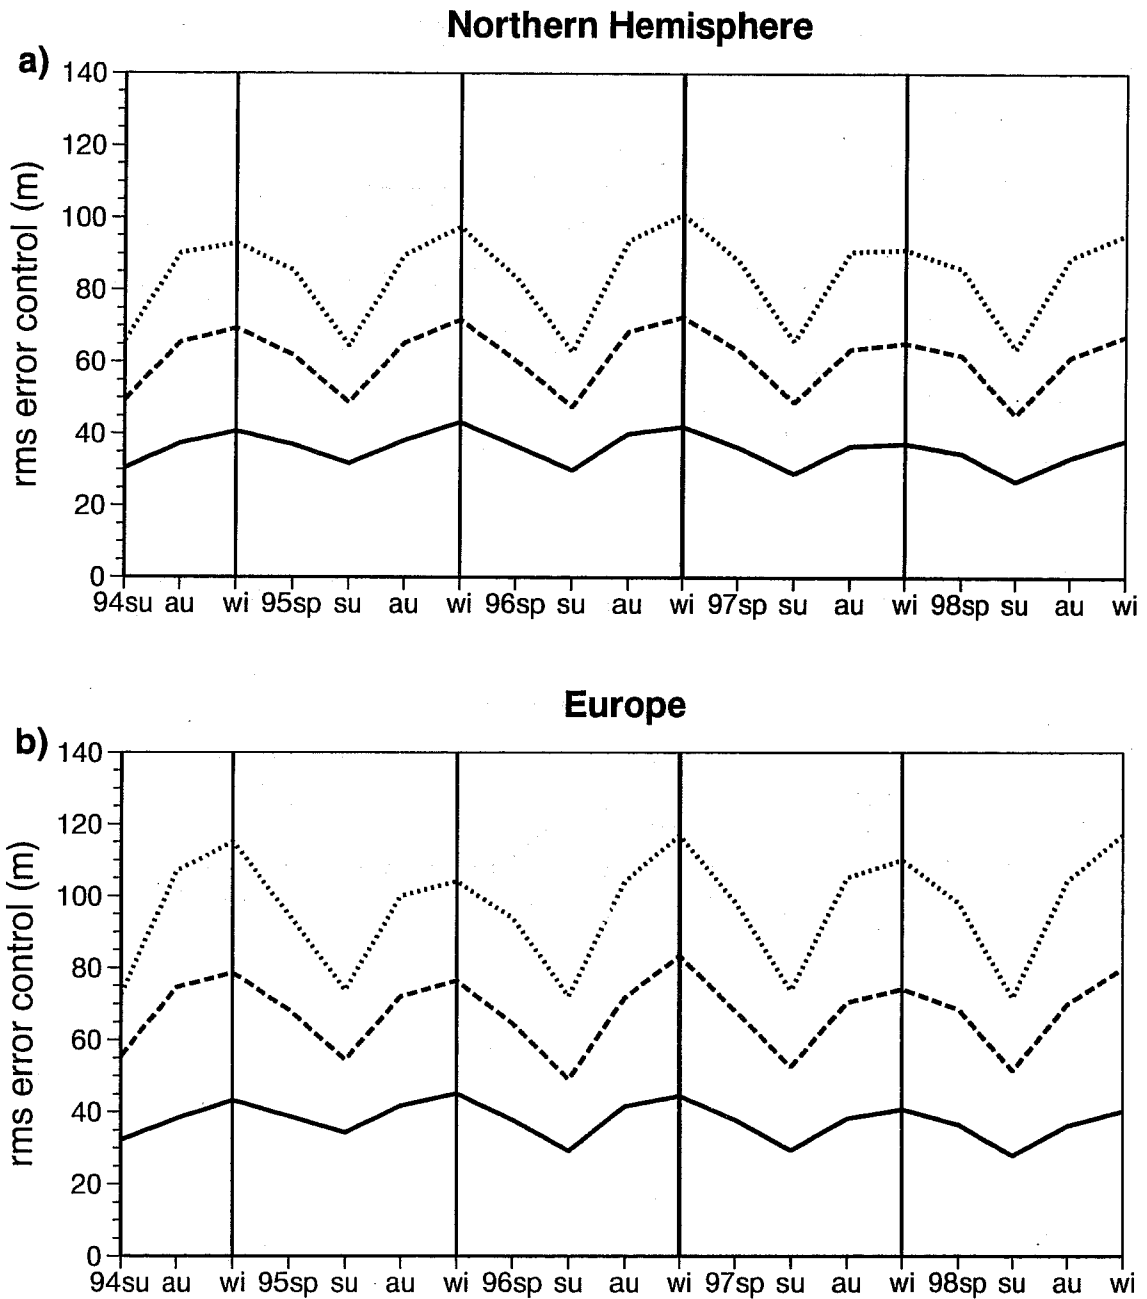 Northern Hemisphere
a)
140
120
100
80
60
40
20
0
rms error control (m)
94su au wi 95sp su au wi 96sp su au wi 97sp su au wi 98sp su au wi
Europe
b)
140
120
100
80
60
40
20
0
rms error control (m)
94su au wi 95sp su au wi 96sp su au wi 97sp su au wi 98sp su au wi